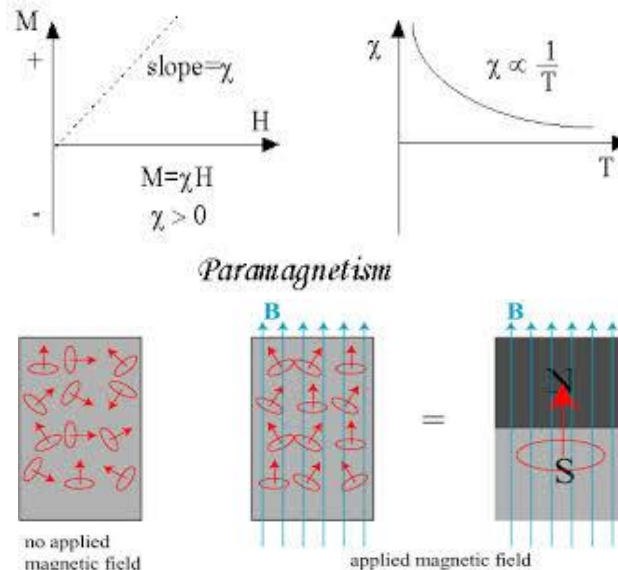 M
+
slope=χ
H
M=χH
χ > 0
-
χ
χ ∝ 1/T
T
Paramagnetism
B
B
N
=
S
no applied
magnetic field
applied magnetic field